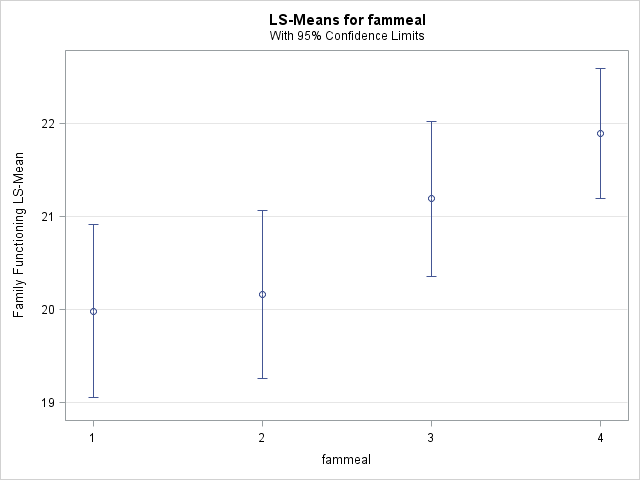 LS-Means for fammeal
With 95% Confidence Limits
Family Functioning LS-Mean
22
21
20
19
1 2 3 4
fammeal